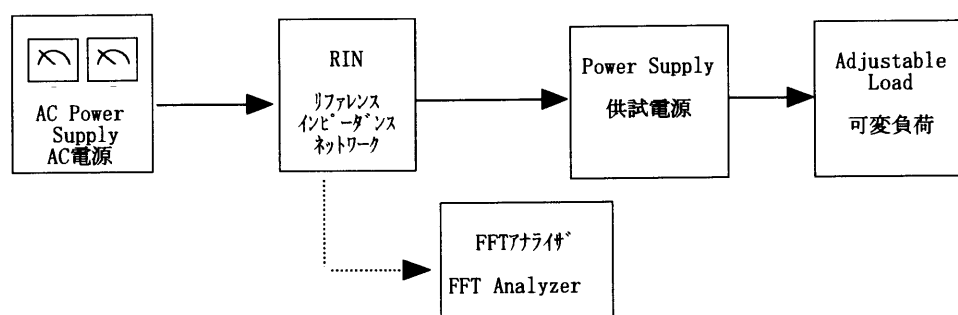 AC Power
Supply
AC電源
RIN
ﾘﾌｧﾚﾝｽ
ｲﾝﾋﾟｰﾀﾞﾝｽ
ﾈｯﾄﾜｰｸ
Power Supply
供試電源
Adjustable
Load
可変負荷
FFTｱﾅﾗｲｻﾞ
FFT Analyzer